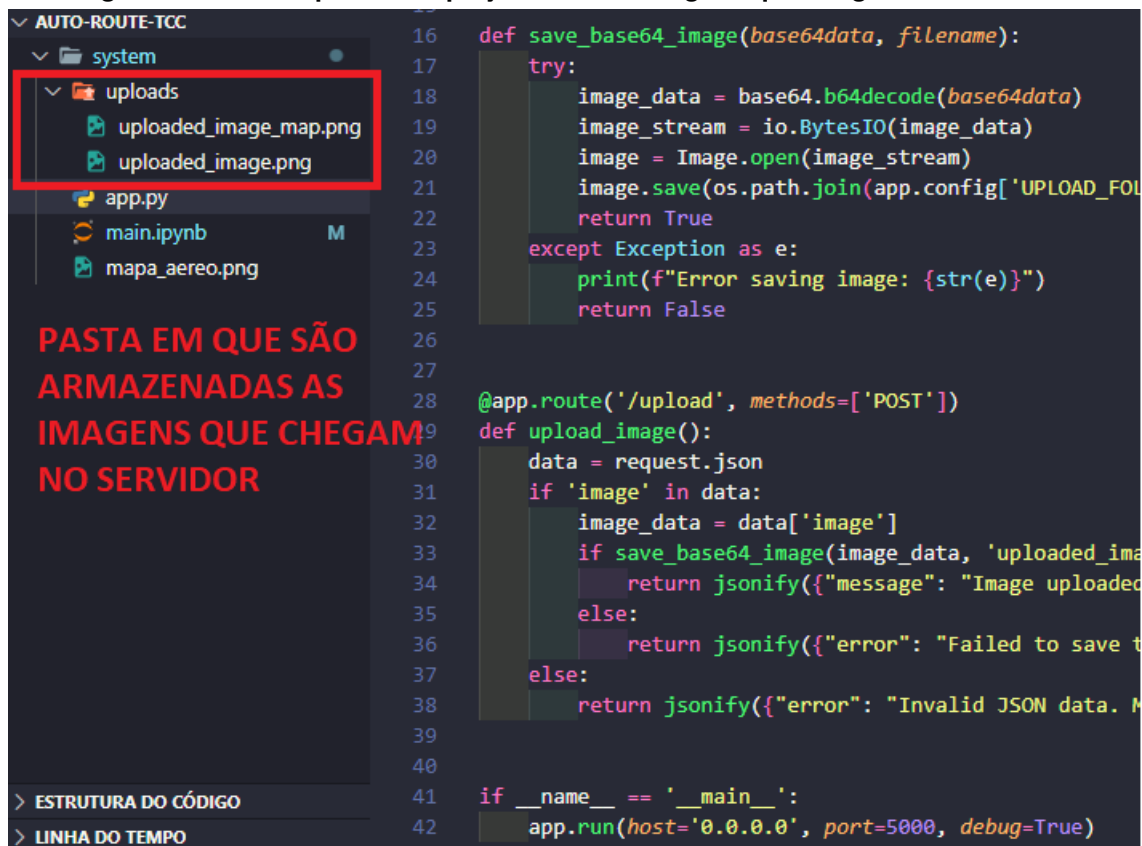 AUTO-ROUTE-TCC
system
uploads
uploaded_image_map.png
uploaded_image.png
app.py
main.ipynb M
mapa_aereo.png
PASTA EM QUE SÃO
ARMAZENADAS AS
IMAGENS QUE CHEGAM
NO SERVIDOR
ESTRUTURA DO CÓDIGO
LINHA DO TEMPO
16 def save_base64_image(base64data, filename):
17 try:
18 image_data = base64.b64decode(base64data)
19 image_stream = io.BytesIO(image_data)
20 image = Image.open(image_stream)
21 image.save(os.path.join(app.config['UPLOAD_FOL
22 return True
23 except Exception as e:
24 print(f"Error saving image: {str(e)}")
25 return False
26
27
28 @app.route('/upload', methods=['POST'])
29 def upload_image():
30 data = request.json
31 if 'image' in data:
32 image_data = data['image']
33 if save_base64_image(image_data, 'uploaded_ima
34 return jsonify({"message": "Image uploaded
35 else:
36 return jsonify({"error": "Failed to save t
37 else:
38 return jsonify({"error": "Invalid JSON data. M
39
40
41 if __name__ == '__main__':
42 app.run(host='0.0.0.0', port=5000, debug=True)